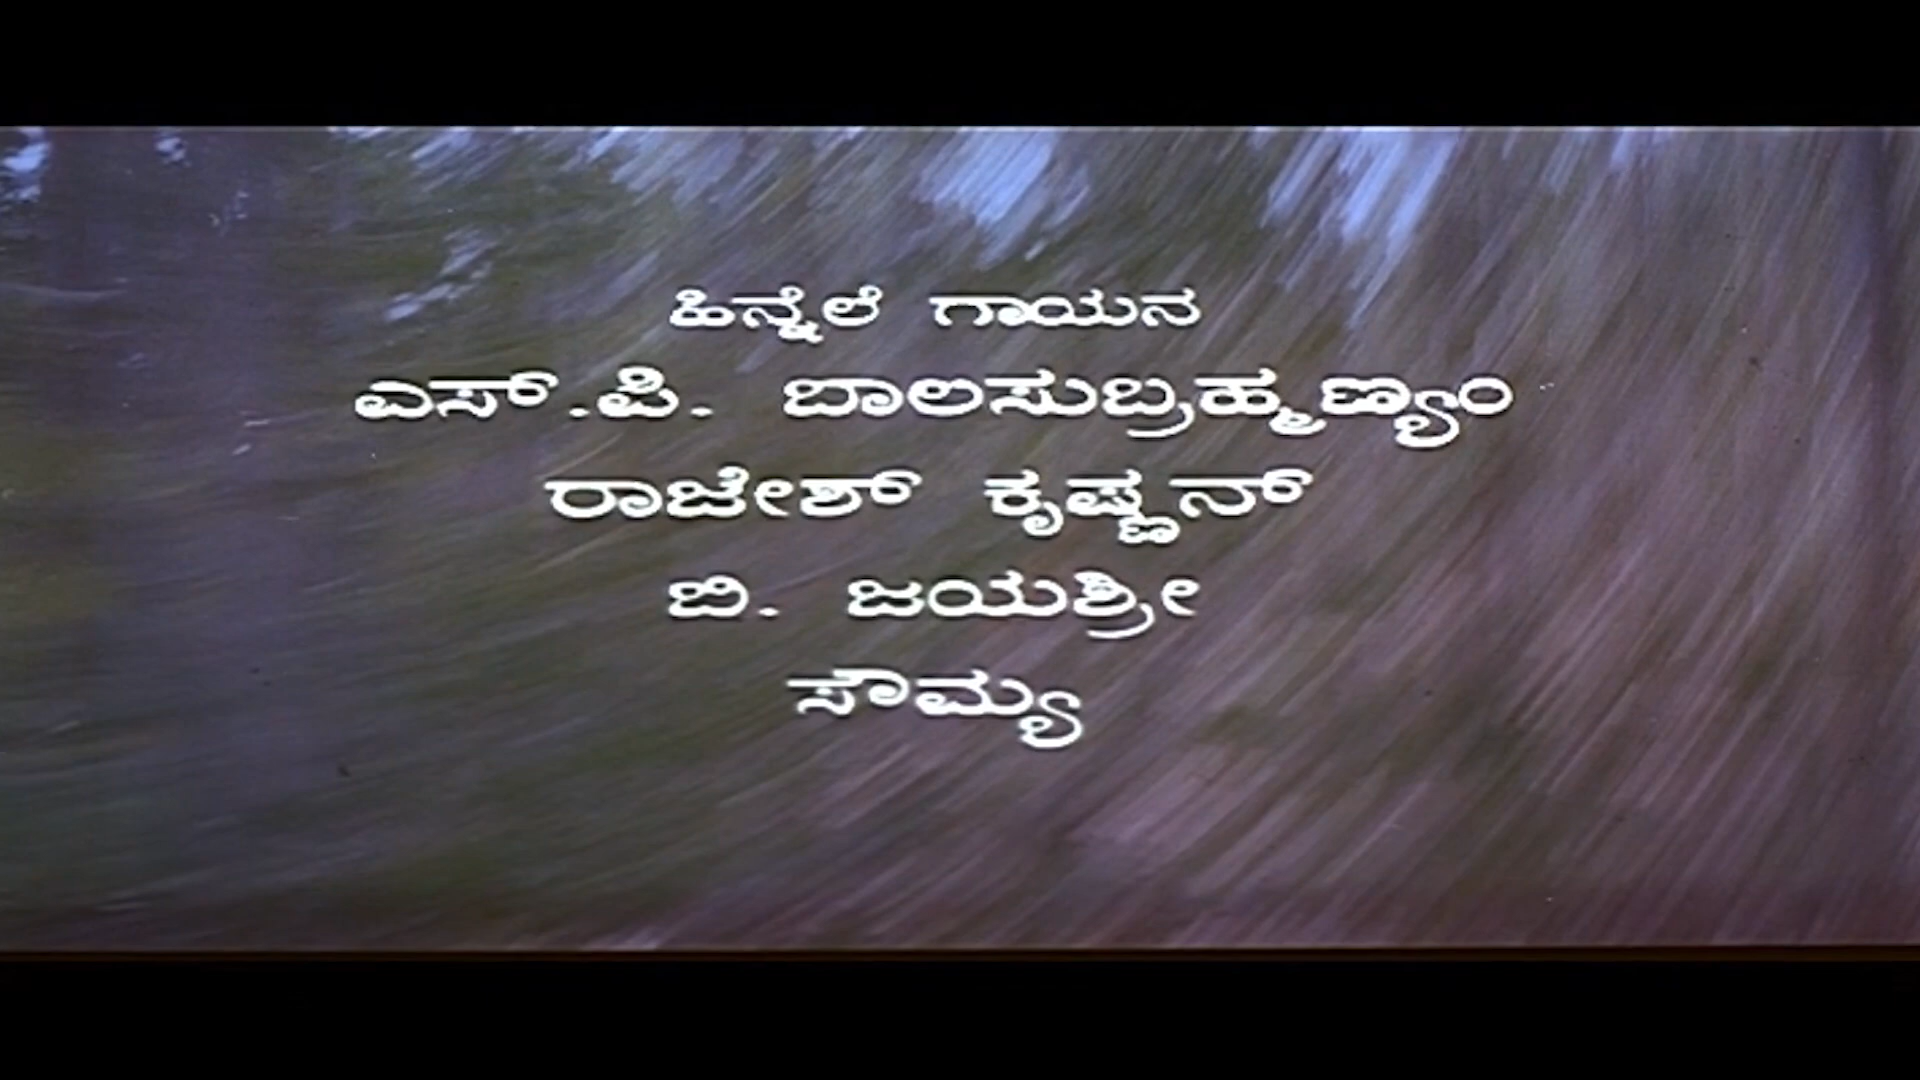 ಹಿನ್ನೆಲೆ ಗಾಯನ
ಎಸ್.ಪಿ. ಬಾಲಸುಬ್ರಹ್ಮಣ್ಯಂ
ರಾಜೇಶ್ ಕೃಷ್ಣನ್
ಬಿ. ಜಯಶ್ರೀ
ಸೌಮ್ಯ